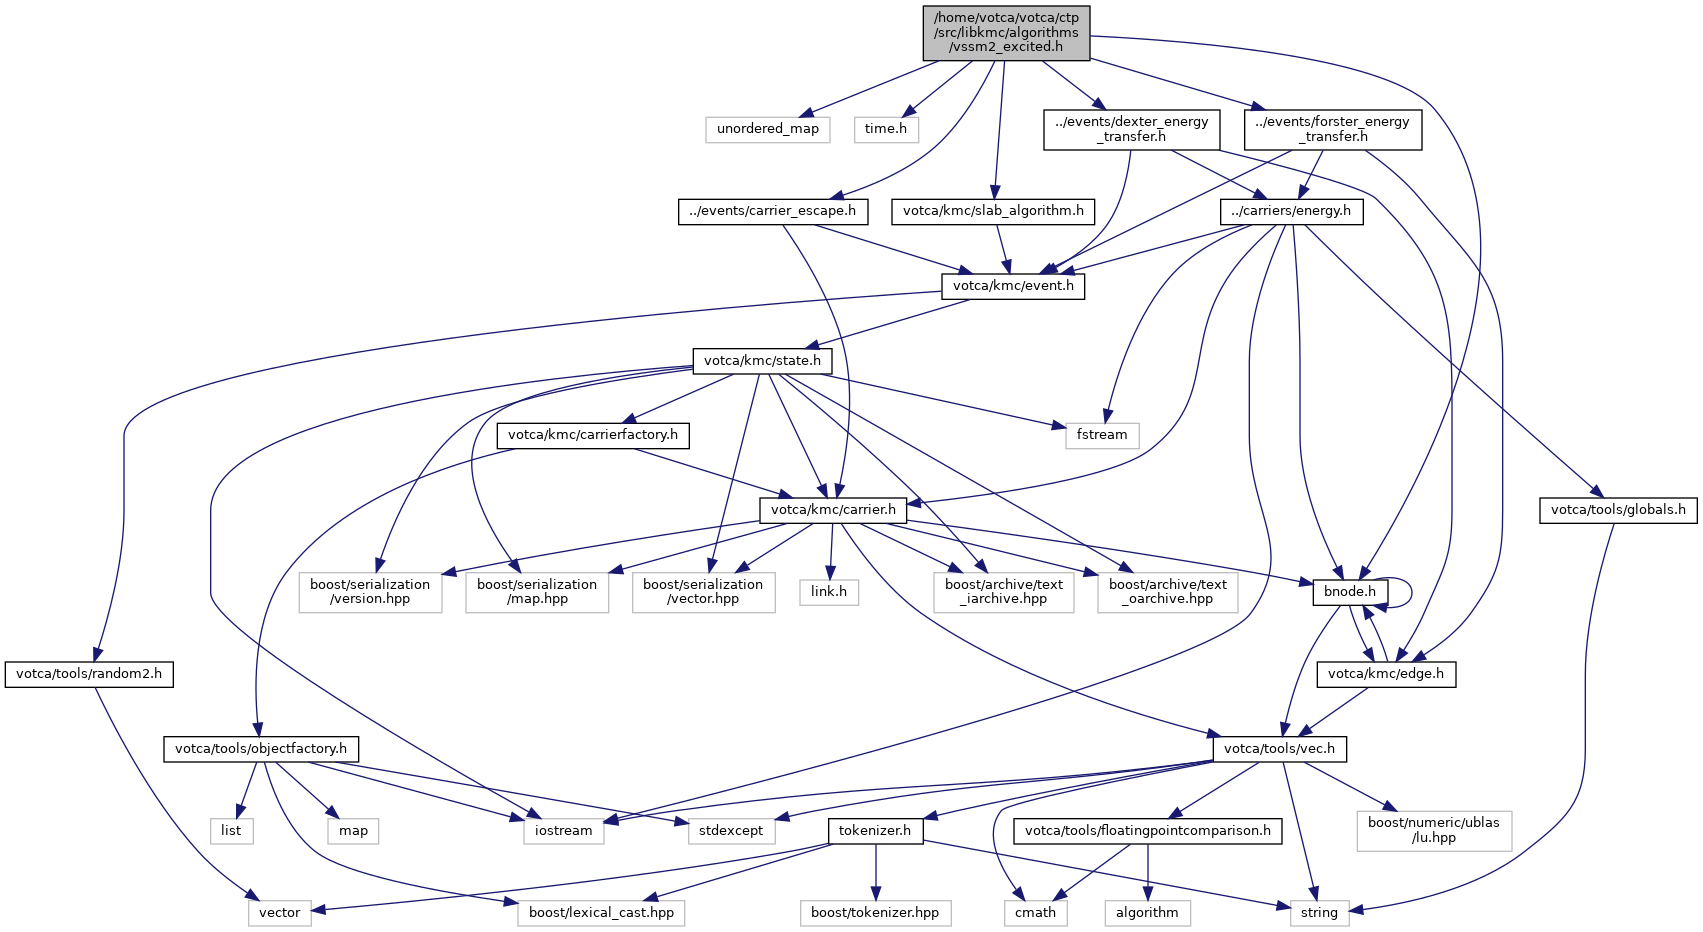 /home/votca/votca/ctp
/src/libkmc/algorithms
/vssm2_excited.h
unordered_map
time.h
../events/dexter_energy
_transfer.h
../events/forster_energy
_transfer.h
../events/carrier_escape.h
votca/kmc/slab_algorithm.h
../carriers/energy.h
votca/kmc/event.h
votca/kmc/state.h
votca/kmc/carrierfactory.h
fstream
votca/kmc/carrier.h
votca/tools/globals.h
boost/serialization
/version.hpp
boost/serialization
/map.hpp
boost/serialization
/vector.hpp
link.h
boost/archive/text
_iarchive.hpp
boost/archive/text
_oarchive.hpp
bnode.h
votca/tools/random2.h
votca/kmc/edge.h
votca/tools/objectfactory.h
votca/tools/vec.h
list
map
iostream
stdexcept
tokenizer.h
votca/tools/floatingpointcomparison.h
boost/numeric/ublas
/lu.hpp
vector
boost/lexical_cast.hpp
boost/tokenizer.hpp
cmath
algorithm
string